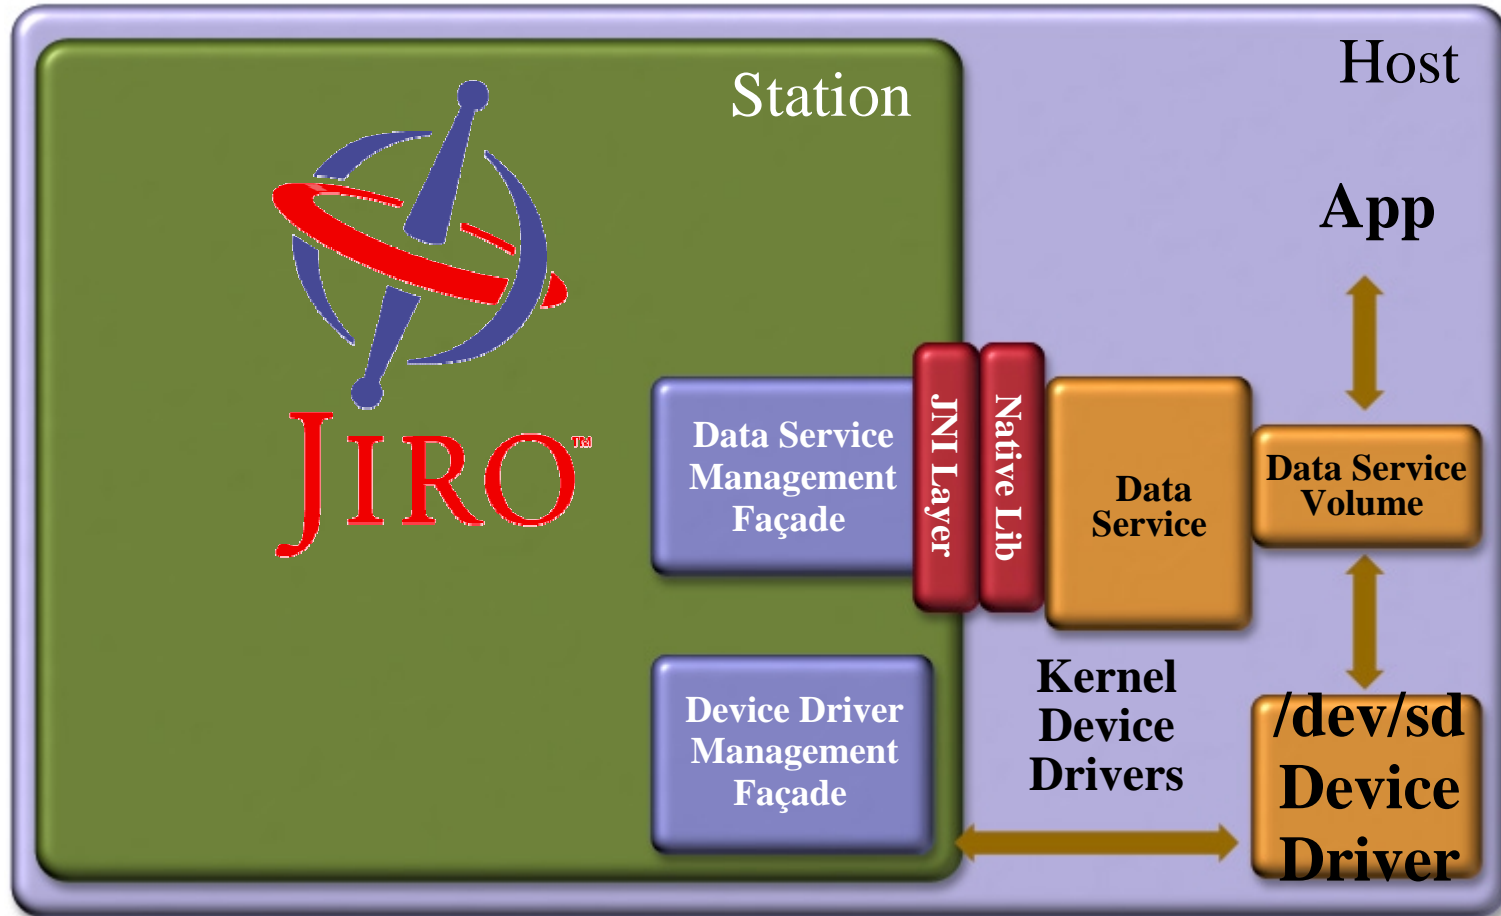 Host
Station
App
JIRO™
Data Service
Management
Façade
JNI Layer
Native Lib
Data
Service
Data Service
Volume
Device Driver
Management
Façade
Kernel
Device
Drivers
/dev/sd
Device
Driver